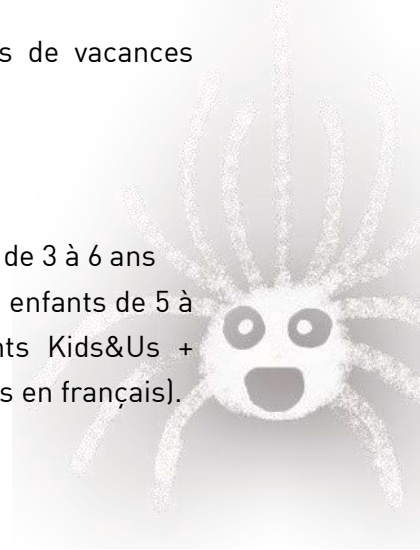 s de vacances
de 3 à 6 ans
enfants de 5 à
nts Kids&Us +
s en français).